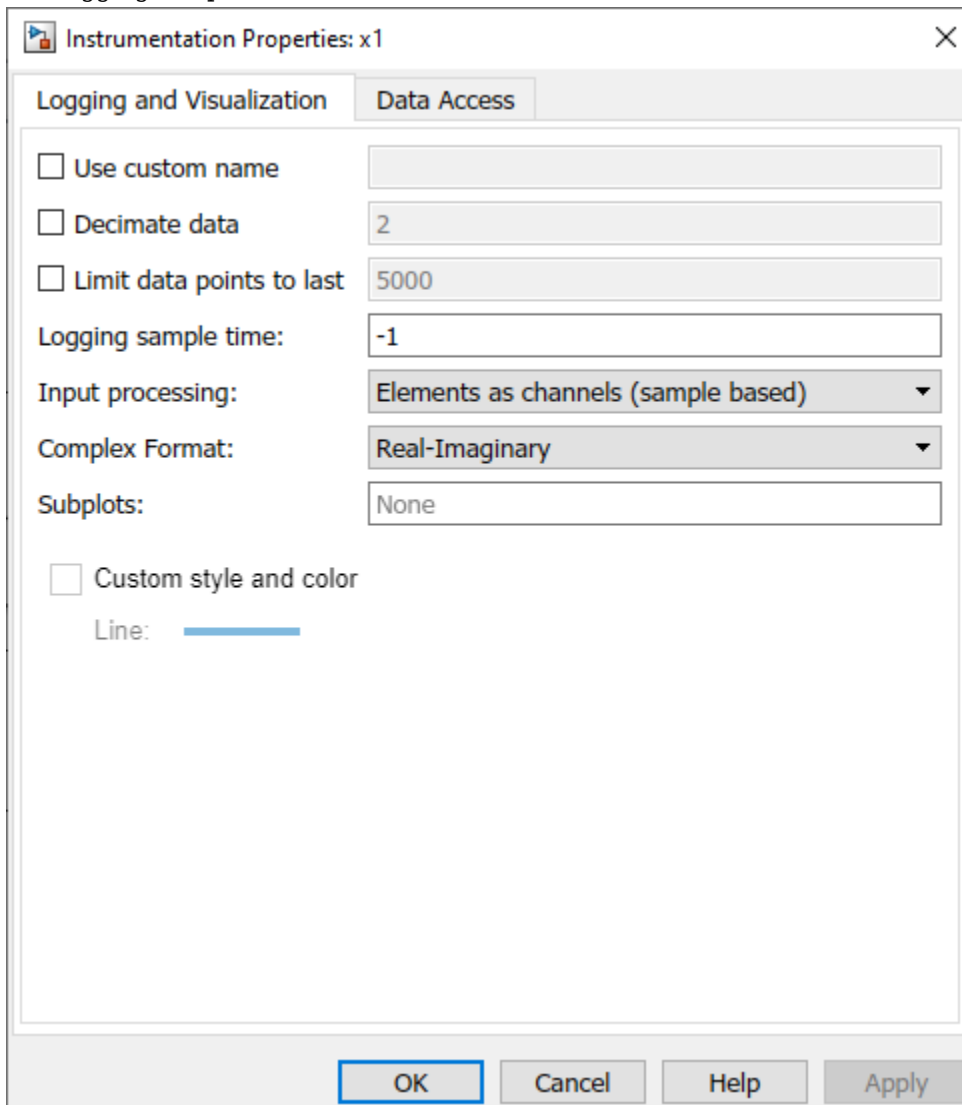 Instrumentation Properties: x1
Logging and Visualization
Data Access
Use custom name
Decimate data 2
Limit data points to last 5000
Logging sample time: -1
Input processing: Elements as channels (sample based)
Complex Format: Real-Imaginary
Subplots: None
Custom style and color
Line:
OK Cancel Help Apply